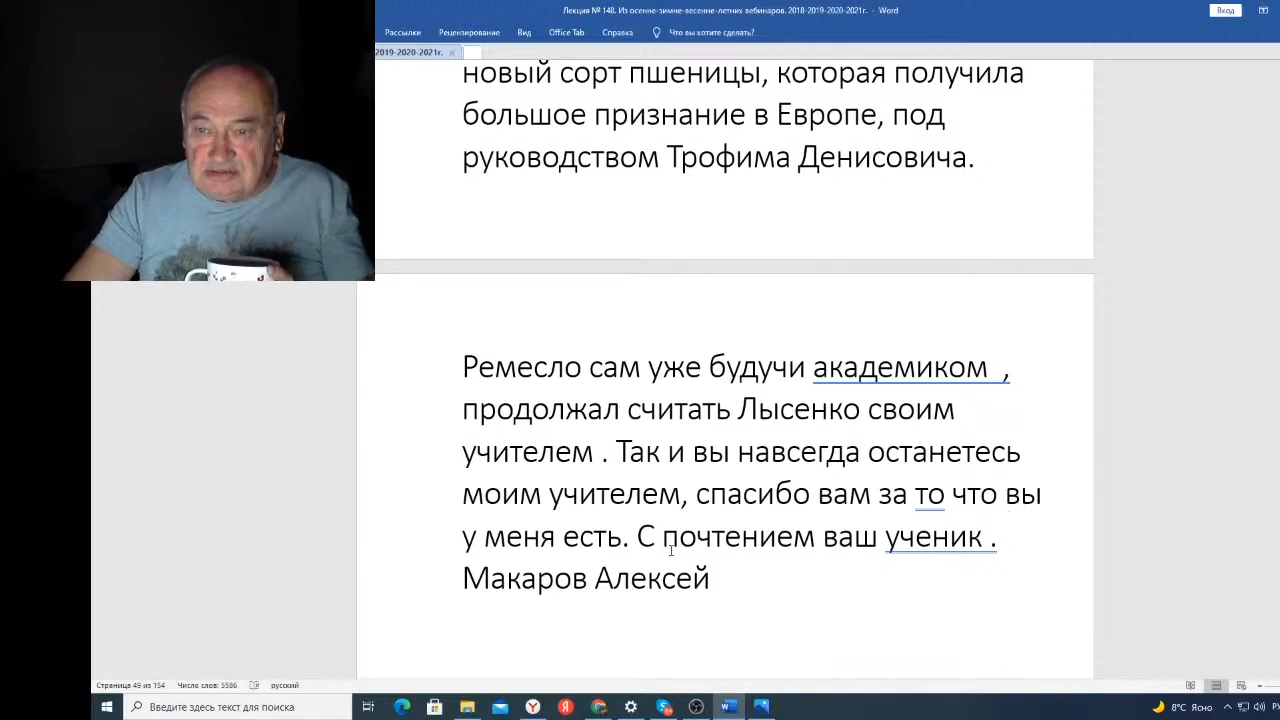 Лекция № 148. Из осенне-зимне-весенне-летних вебинаров. 2018-2019-2020-2021г. - Word
Вход
Рассылки Рецензирование Вид Office Tab Справка Что вы хотите сделать?
2019-2020-2021г.
новый сорт пшеницы, которая получила
большое признание в Европе, под
руководством Трофима Денисовича.
Ремесло сам уже будучи академиком ,
продолжал считать Лысенко своим
учителем . Так и вы навсегда останетесь
моим учителем, спасибо вам за то что вы
у меня есть. С почтением ваш ученик .
Макаров Алексей
Страница 49 из 154 Число слов: 5586 русский
Введите здесь текст для поиска
8°C Ясно